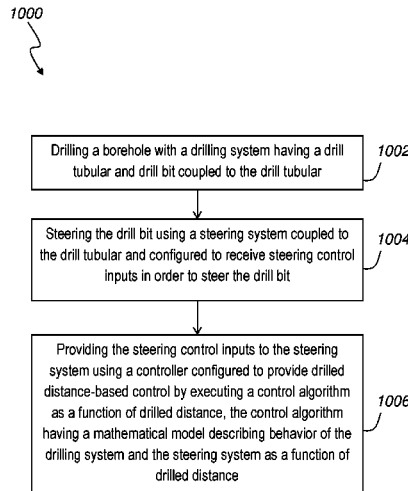 1000
Drilling a borehole with a drilling system having a drill
tubular and drill bit coupled to the drill tubular
1002
Steering the drill bit using a steering system coupled to
the drill tubular and configured to receive steering control
inputs in order to steer the drill bit
1004
Providing the steering control inputs to the steering
system using a controller configured to provide drilled
distance-based control by executing a control algorithm
as a function of drilled distance, the control algorithm
having a mathematical model describing behavior of the
drilling system and the steering system as a function of
drilled distance
1006